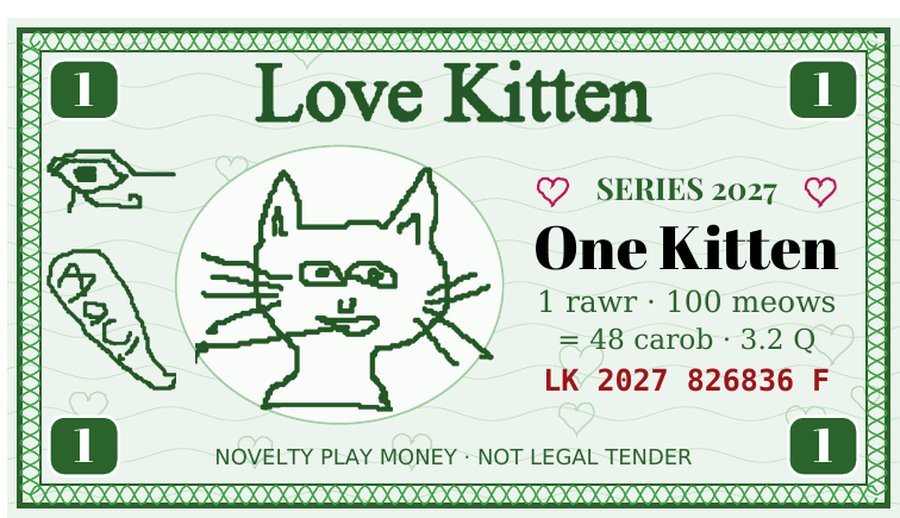 1
Love Kitten
1
SERIES 2027
One Kitten
1 rawr · 100 meows
= 48 carob · 3.2 Q
LK 2027 826836 F
Maui
1
NOVELTY PLAY MONEY · NOT LEGAL TENDER
1